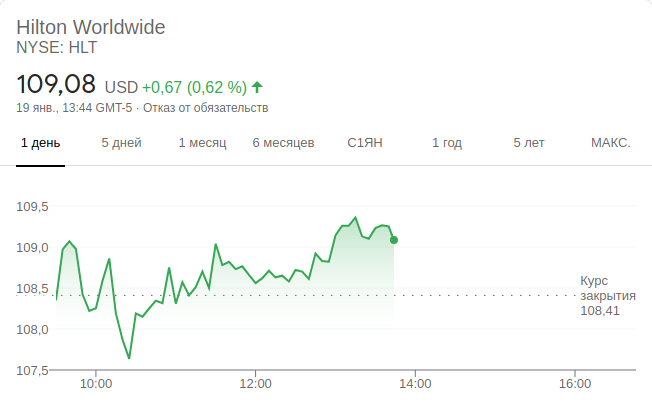 Hilton Worldwide
NYSE: HLT
109,08 USD +0,67 (0,62 %)
19 янв., 13:44 GMT-5 · Отказ от обязательств
1 день 5 дней 1 месяц 6 месяцев С1ЯН 1 год 5 лет МАКС.
109,5
109,0
108,5
108,0
107,5
Курс
закрытия
108,41
10:00 12:00 14:00 16:00